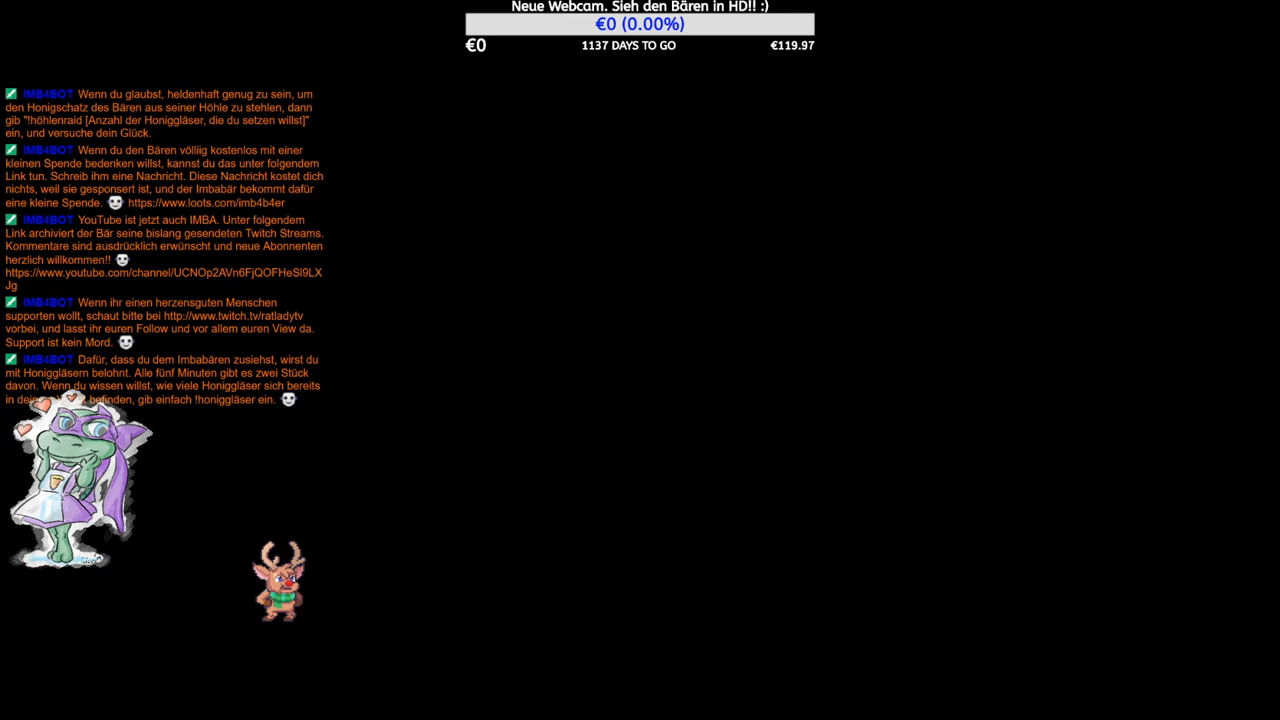 Neue Webcam. Sieh den Bären in HD!! :)
€0 (0.00%)
€0 1137 DAYS TO GO €119.97
IMB4BOT Wenn du glaubst, heldenhaft genug zu sein, um
den Honigschatz des Bären aus seiner Höhle zu stehlen, dann
gib "!höhlenraid [Anzahl der Honiggläser, die du setzen willst]"
ein, und versuche dein Glück.
IMB4BOT Wenn du den Bären völliig kostenlos mit einer
kleinen Spende bedenken willst, kannst du das unter folgendem
Link tun. Schreib ihm eine Nachricht. Diese Nachricht kostet dich
nichts, weil sie gesponsert ist, und der Imbabär bekommt dafür
eine kleine Spende. https://www.loots.com/imb4b4er
IMB4BOT YouTube ist jetzt auch IMBA. Unter folgendem
Link archiviert der Bär seine bislang gesendeten Twitch Streams.
Kommentare sind ausdrücklich erwünscht und neue Abonnenten
herzlich willkommen!!
https://www.youtube.com/channel/UCNOp2AVn6FjQOFHeSl9LX
Jg
IMB4BOT Wenn ihr einen herzensguten Menschen
supporten wollt, schaut bitte bei http://www.twitch.tv/ratladytv
vorbei, und lasst ihr euren Follow und vor allem euren View da.
Support ist kein Mord.
IMB4BOT Dafür, dass du dem Imbabären zusiehst, wirst du
mit Honiggläsern belohnt. Alle fünf Minuten gibt es zwei Stück
davon. Wenn du wissen willst, wie viele Honiggläser sich bereits
in befinden, gib einfach !honiggläser ein.